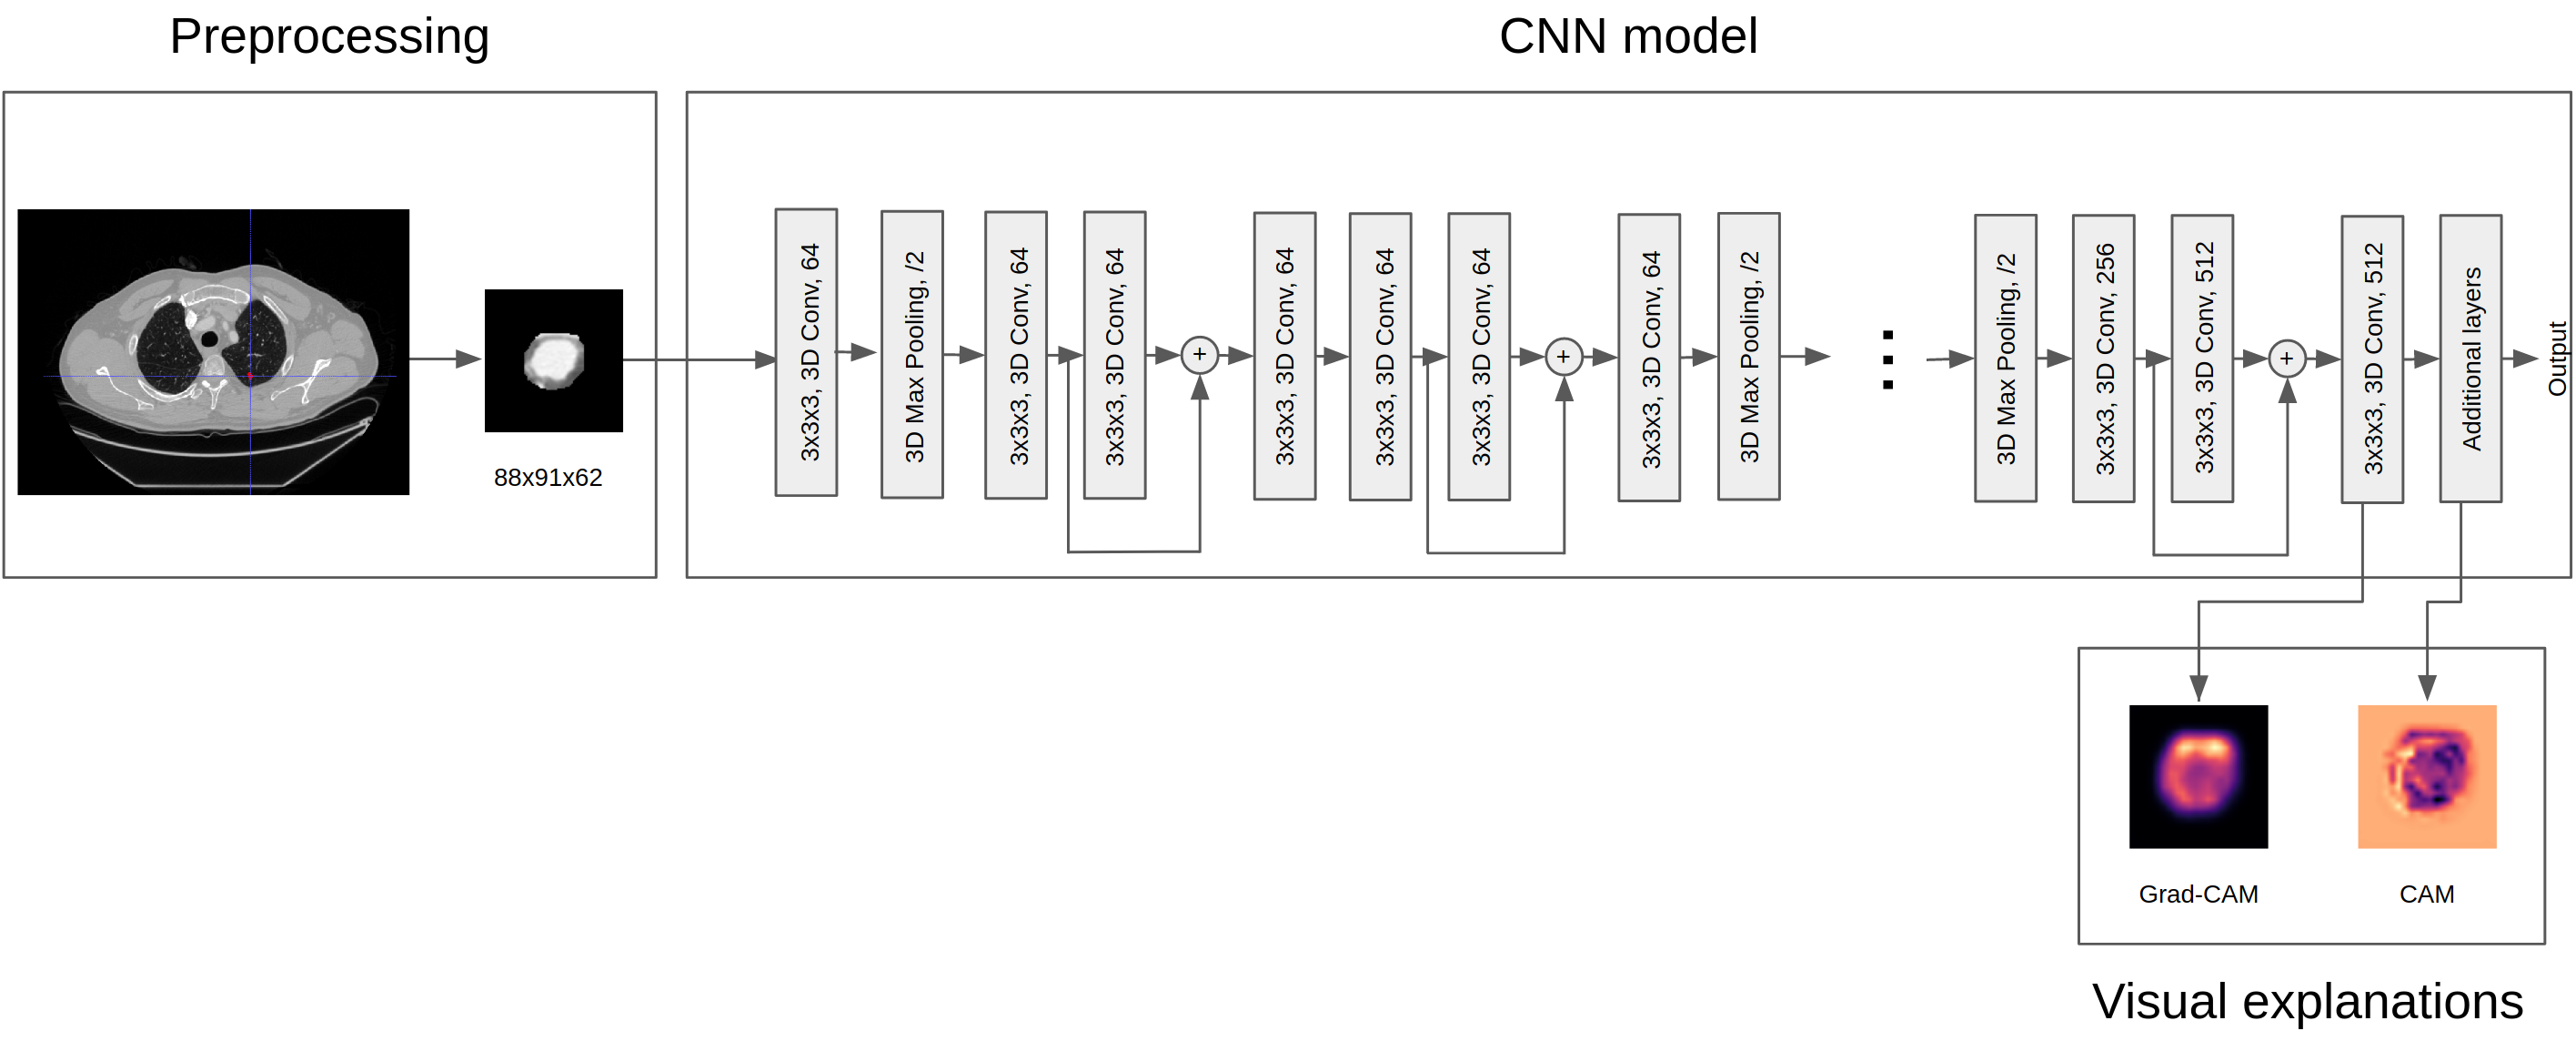 Preprocessing
CNN model
88x91x62
3x3x3, 3D Conv, 64
3D Max Pooling, /2
3x3x3, 3D Conv, 64
3x3x3, 3D Conv, 64
+
3x3x3, 3D Conv, 64
3x3x3, 3D Conv, 64
3x3x3, 3D Conv, 64
+
3x3x3, 3D Conv, 64
3D Max Pooling, /2
3D Max Pooling, /2
3x3x3, 3D Conv, 256
3x3x3, 3D Conv, 512
+
3x3x3, 3D Conv, 512
Additional layers
Output
Grad-CAM
CAM
Visual explanations